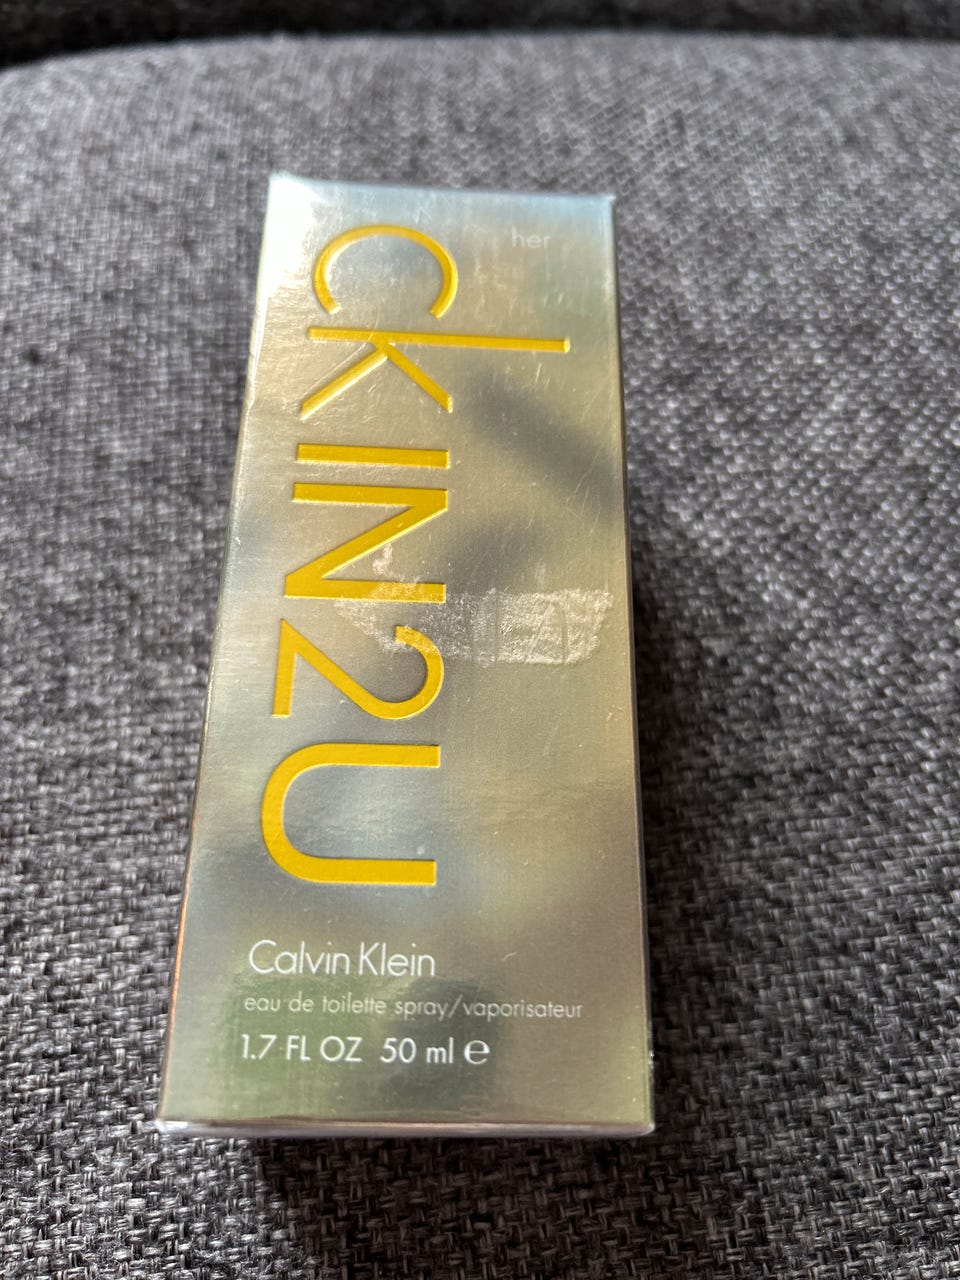 her
ckIN2U
Calvin Klein
eau de toilette spray/vaporisateur
1.7 FL OZ 50 ml ℮